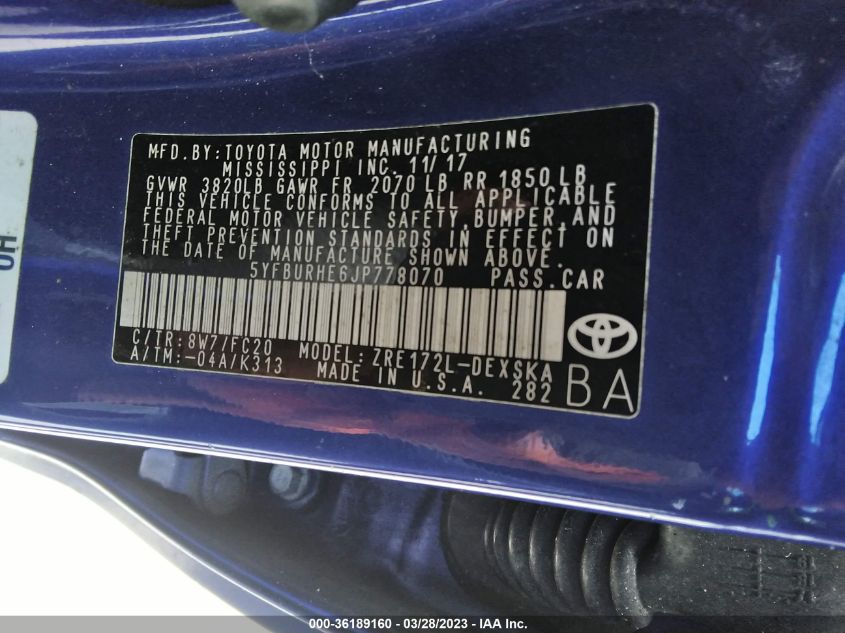 MFD.BY:TOYOTA MOTOR MANUFACTURING
MISSISSIPPI INC. 11/17
GVWR 3820LB GAWR FR 2070 LB RR 1850 LB
THIS VEHICLE CONFORMS TO ALL APPLICABLE
FEDERAL MOTOR VEHICLE SAFETY, BUMPER, AND
THEFT PREVENTION STANDARDS IN EFFECT ON
THE DATE OF MANUFACTURE SHOWN ABOVE.
5YFBURHE6JP778070 PASS.CAR
C/TR:8W7/FC20 MODEL:ZRE172L-DEXSKA
A/TM:-04A/K313 MADE IN U.S.A. 282
BA
HO
000-36189160 - 03/28/2023 - IAA Inc.